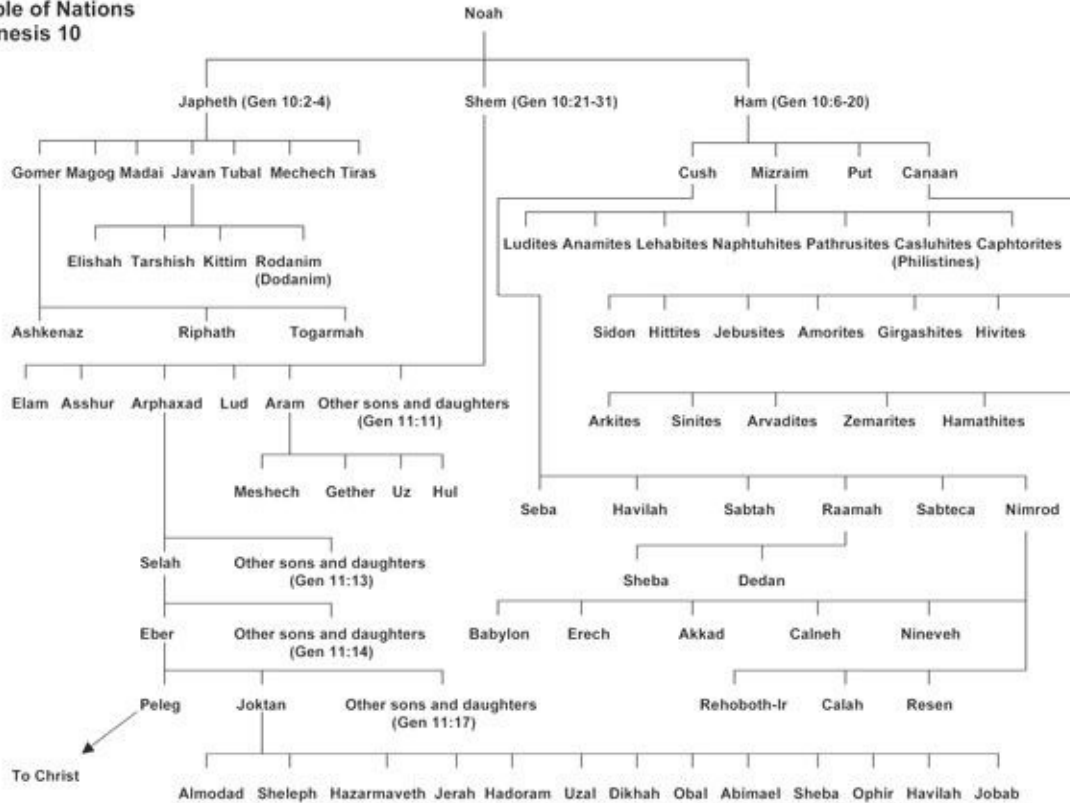 ble of Nations
nesis 10
Noah
Japheth (Gen 10:2-4) Shem (Gen 10:21-31) Ham (Gen 10:6-20)
Gomer Magog Madai Javan Tubal Mechech Tiras
Cush Mizraim Put Canaan
Ludites Anamites Lehabites Naphtuhites Pathrusites Casluhites Caphtorites
(Philistines)
Elishah Tarshish Kittim Rodanim
(Dodanim)
Ashkenaz Riphath Togarmah
Sidon Hittites Jebusites Amorites Girgashites Hivites
Elam Asshur Arphaxad Lud Aram Other sons and daughters
(Gen 11:11)
Arkites Sinites Arvadites Zemarites Hamathites
Meshech Gether Uz Hul
Seba Havilah Sabtah Raamah Sabteca Nimrod
Selah Other sons and daughters
(Gen 11:13)
Sheba Dedan
Eber Other sons and daughters
(Gen 11:14)
Babylon Erech Akkad Calneh Nineveh
Peleg Joktan Other sons and daughters
(Gen 11:17)
Rehoboth-Ir Calah Resen
To Christ
Almodad Sheleph Hazarmaveth Jerah Hadoram Uzal Dikhah Obal Abimael Sheba Ophir Havilah Jobab